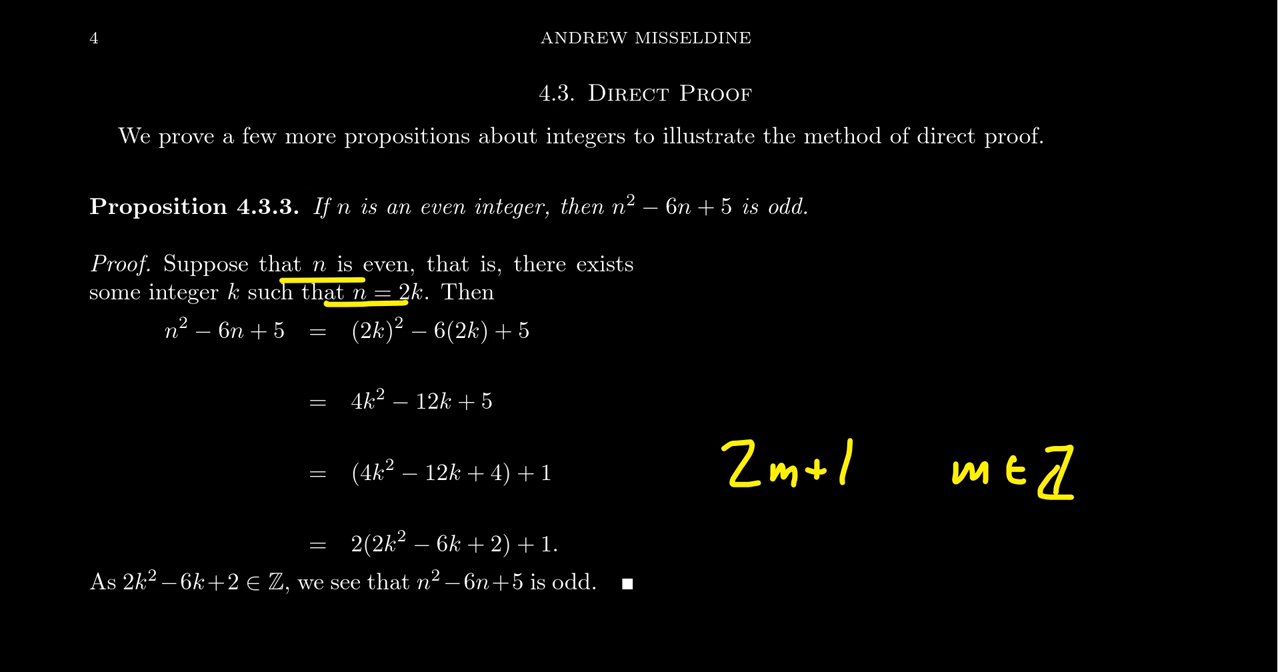 4 ANDREW MISSELDINE
4.3. DIRECT PROOF
We prove a few more propositions about integers to illustrate the method of direct proof.
Proposition 4.3.3. If n is an even integer, then n² − 6n + 5 is odd.
Proof. Suppose that n is even, that is, there exists
some integer k such that n = 2k. Then
n² − 6n + 5 = (2k)² − 6(2k) + 5
= 4k² − 12k + 5
= (4k² − 12k + 4) + 1
2m+1 m ∈ ℤ
= 2(2k² − 6k + 2) + 1.
As 2k² − 6k + 2 ∈ ℤ, we see that n² − 6n + 5 is odd. ■